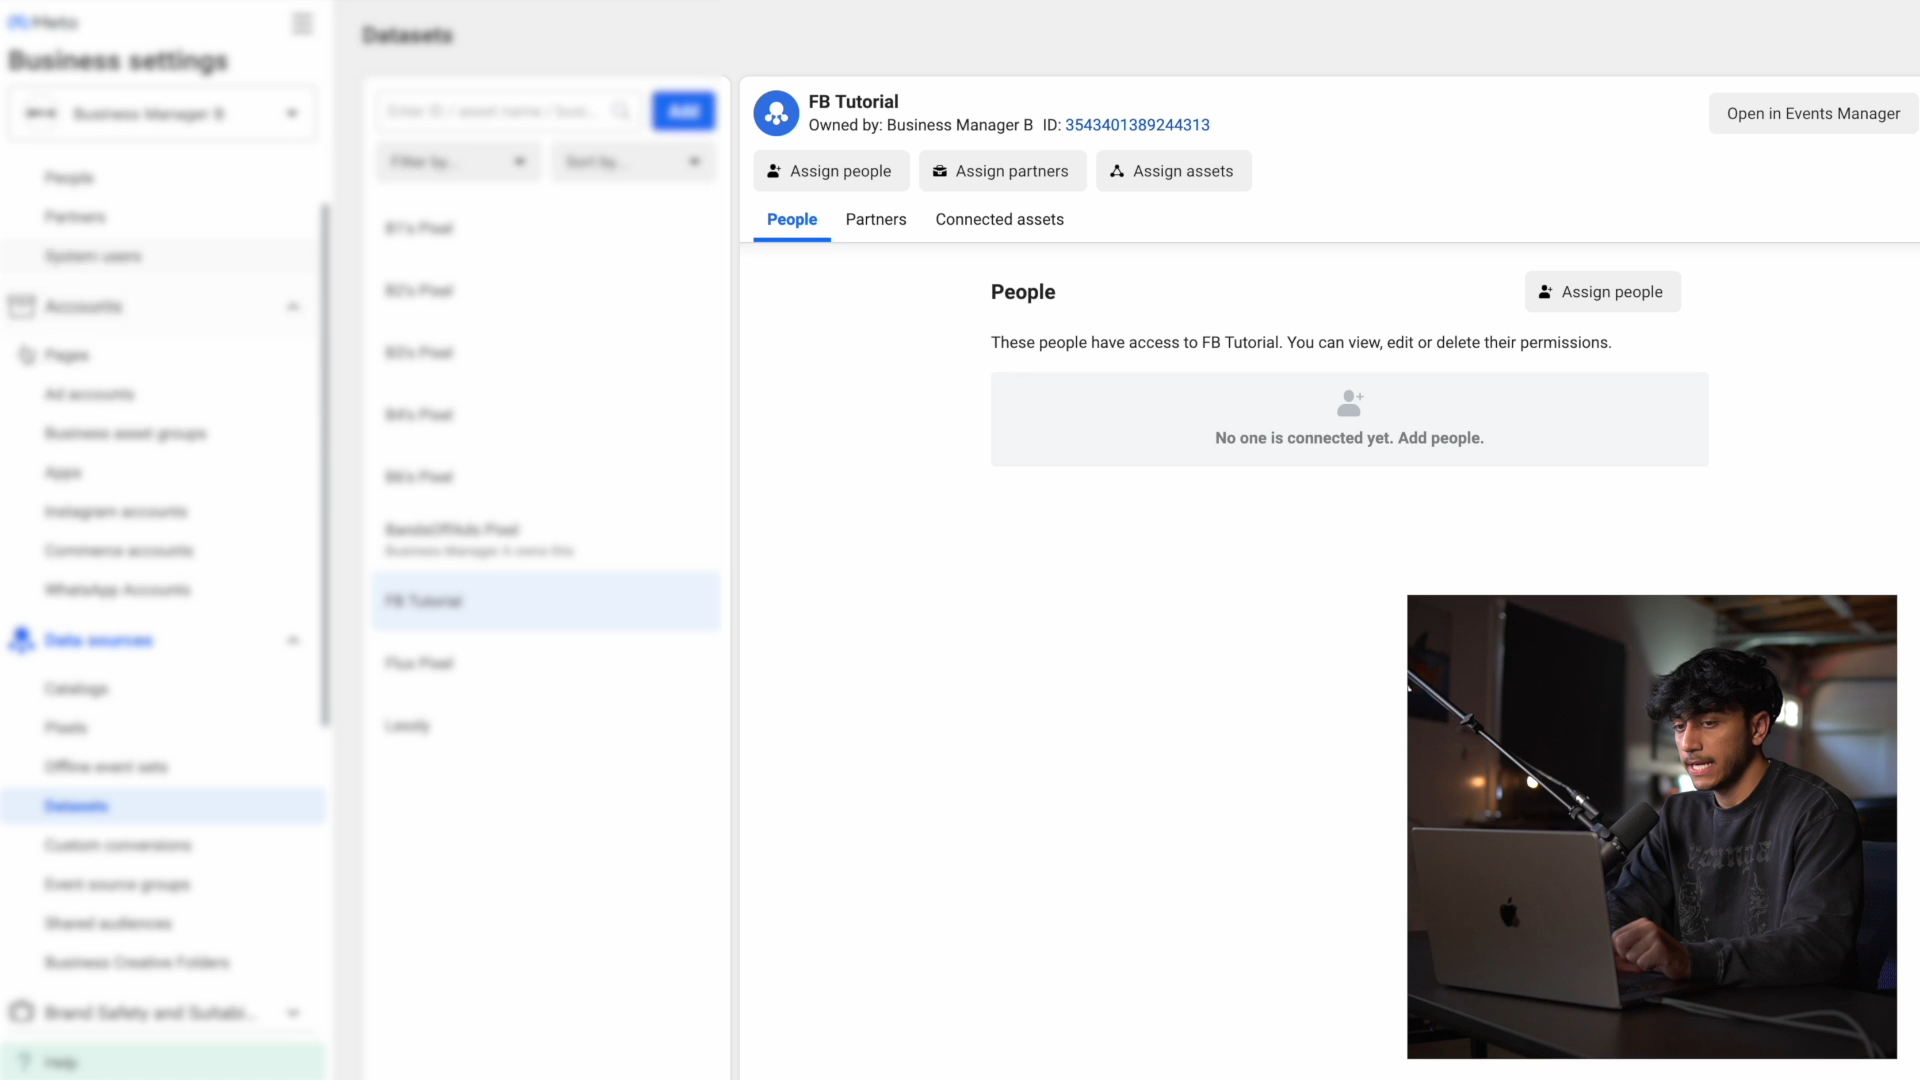 Meta
Business settings
Business Manager B
People
Partners
System users
Accounts
Pages
Ad accounts
Business asset groups
Apps
Instagram accounts
Commerce accounts
WhatsApp Accounts
Data sources
Catalogs
Pixels
Offline event sets
Datasets
Custom conversions
Event source groups
Shared audiences
Business Creative Folders
Brand Safety and Suitabi...
Help
Datasets
Enter ID / asset name / busi...
Add
Filter by...
Sort by...
B1's Pixel
B2's Pixel
B3's Pixel
B4's Pixel
Pixel
BandsOffAds Pixel
Business Manager A owns this
FB Tutorial
Flux Pixel
FB Tutorial
Owned by: Business Manager B ID: 3543401389244313
Open in Events Manager
Assign people
Assign partners
Assign assets
People
Partners
Connected assets
People
Assign people
These people have access to FB Tutorial. You can view, edit or delete their permissions.
No one is connected yet. Add people.